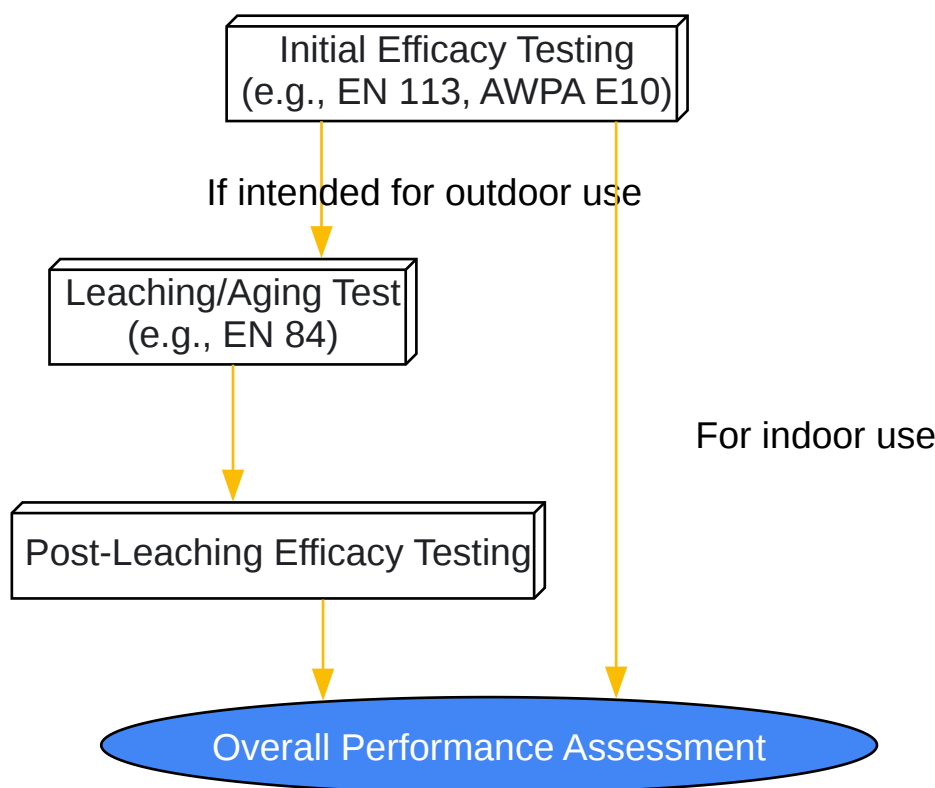 Initial Efficacy Testing
(e.g., EN 113, AWPA E10)
If intended for outdoor use
Leaching/Aging Test
(e.g., EN 84)
For indoor use
Post-Leaching Efficacy Testing
Overall Performance Assessment